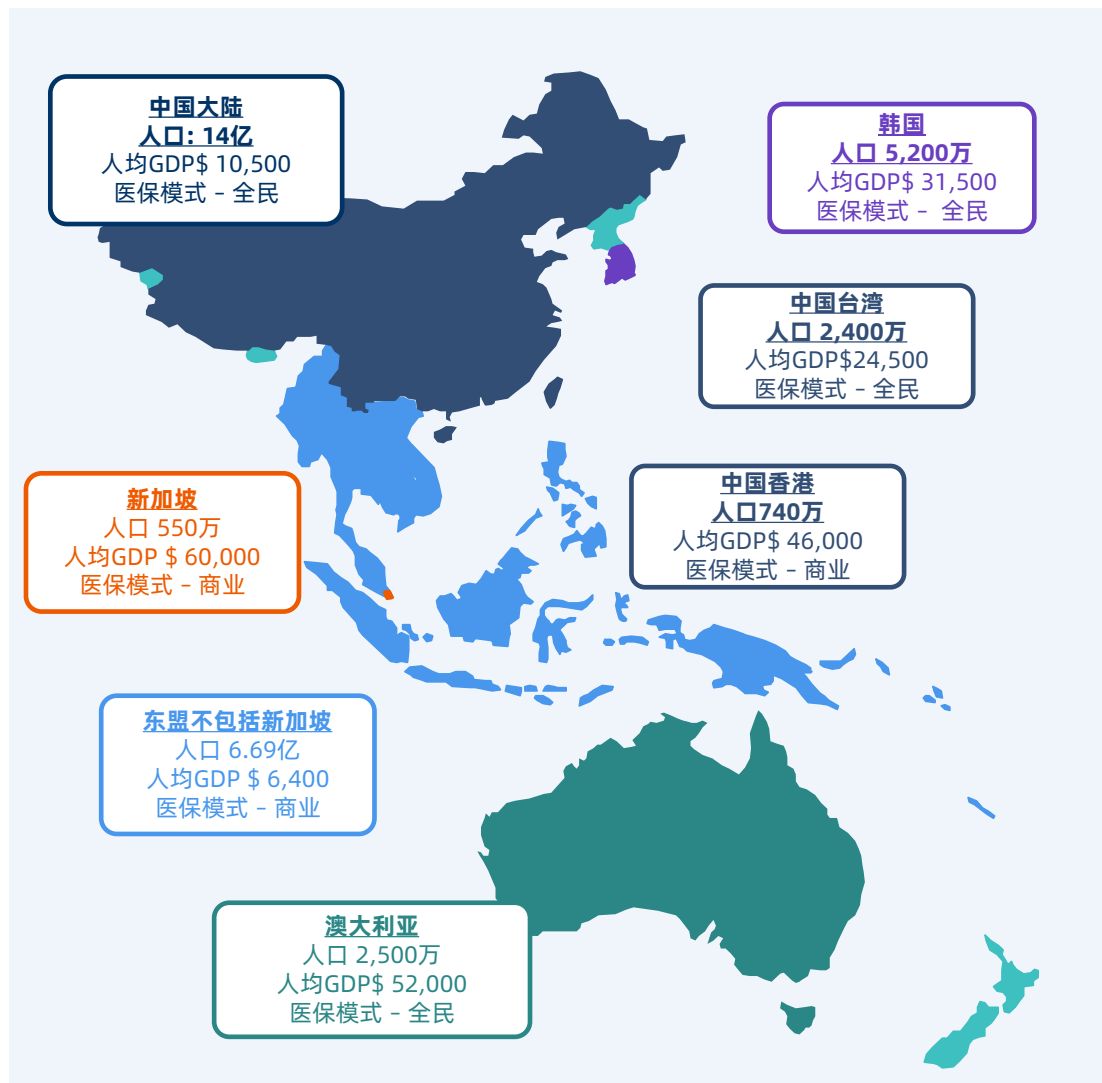 中国大陆
人口: 14亿
人均GDP$ 10,500
医保模式 – 全民
韩国
人口 5,200万
人均GDP$ 31,500
医保模式 – 全民
中国台湾
人口 2,400万
人均GDP$24,500
医保模式 – 全民
新加坡
人口 550万
人均GDP $ 60,000
医保模式 – 商业
中国香港
人口740万
人均GDP$ 46,000
医保模式 – 商业
东盟不包括新加坡
人口 6.69亿
人均GDP $ 6,400
医保模式 – 商业
澳大利亚
人口 2,500万
人均GDP$ 52,000
医保模式 – 全民